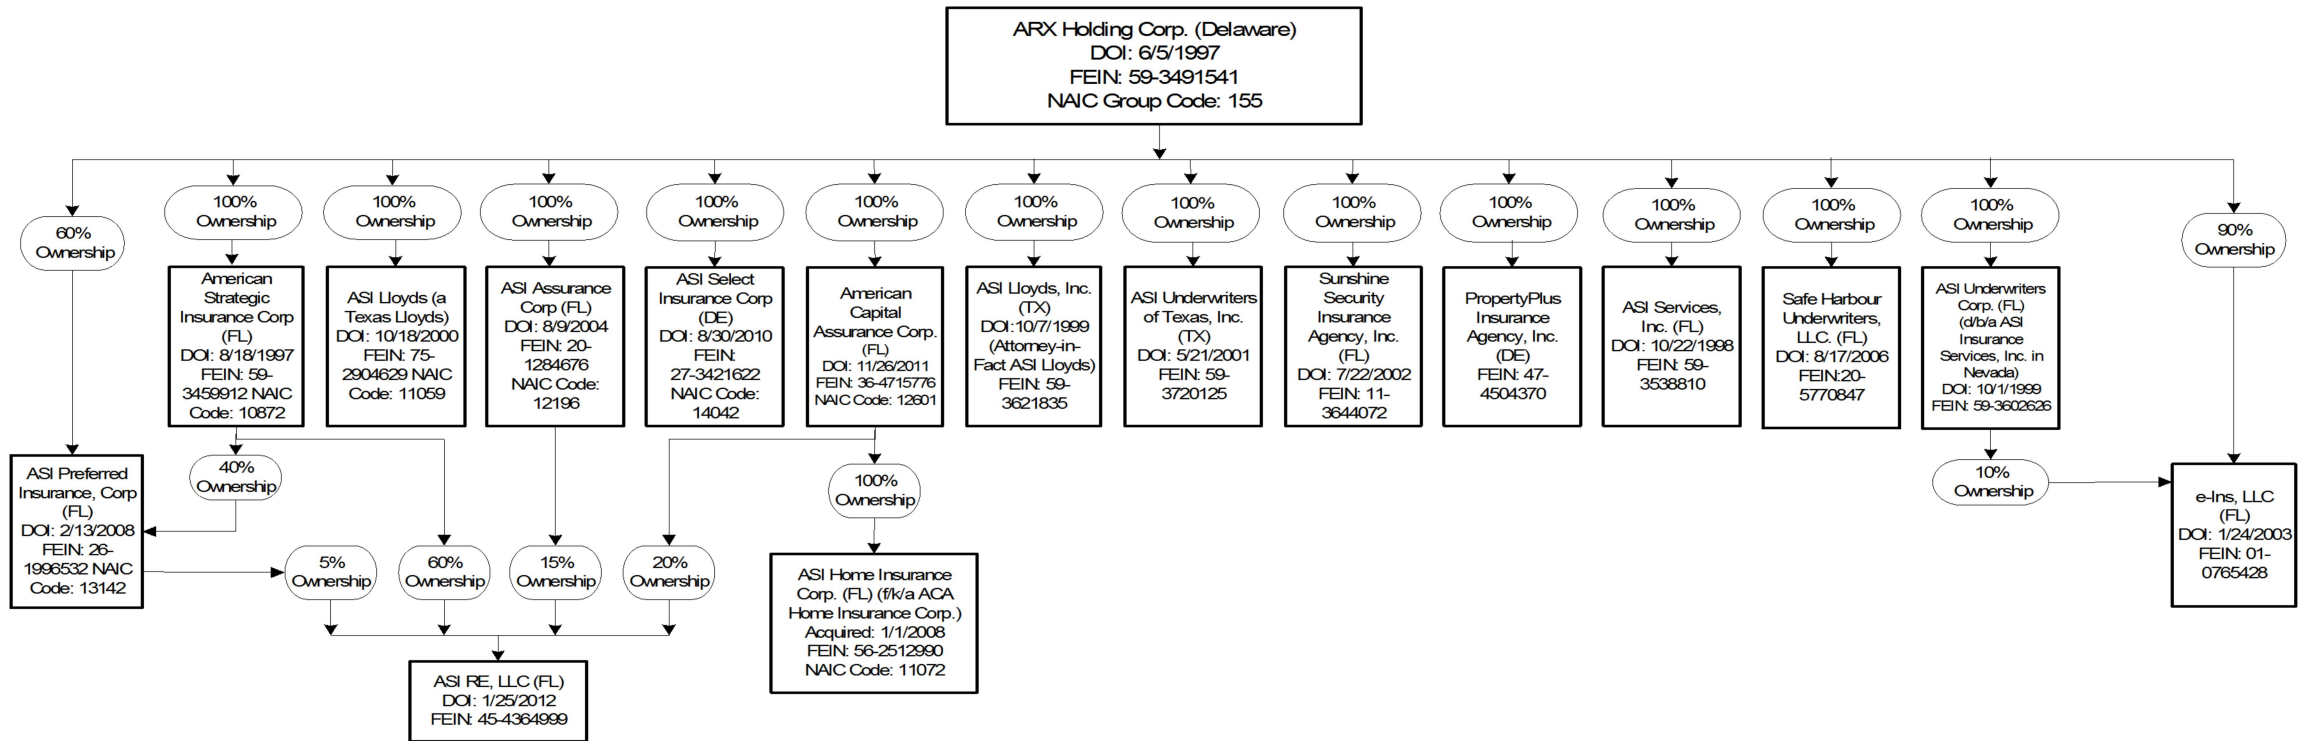 ARX Holding Corp. (Delaware)
DOI: 6/5/1997
FEIN: 59-3491541
NAIC Group Code: 155
60%
Ownership
100%
Ownership
100%
Ownership
100%
Ownership
100%
Ownership
100%
Ownership
100%
Ownership
100%
Ownership
100%
Ownership
100%
Ownership
100%
Ownership
100%
Ownership
100%
Ownership
90%
Ownership
American
Strategic
Insurance Corp
(FL)
DOI: 8/18/1997
FEIN: 59-
3459912 NAIC
Code: 10872
ASI Lloyds (a
Texas Lloyds)
DOI: 10/18/2000
FEIN: 75-
2904629 NAIC
Code: 11059
ASI Assurance
Corp (FL)
DOI: 8/9/2004
FEIN: 20-
1284676
NAIC Code:
12196
ASI Select
Insurance Corp
(DE)
DOI: 8/30/2010
FEIN:
27-3421622
NAIC Code:
14042
American
Capital
Assurance Corp.
(FL)
DOI: 11/26/2011
FEIN: 36-4715776
NAIC Code: 12601
ASI Lloyds, Inc.
(TX)
DOI:10/7/1999
(Attorney-in-
Fact ASI Lloyds)
FEIN: 59-
3621835
ASI Underwriters
of Texas, Inc.
(TX)
DOI: 5/21/2001
FEIN: 59-
3720125
Sunshine
Security
Insurance
Agency, Inc.
(FL)
DOI: 7/22/2002
FEIN: 11-
3644072
PropertyPlus
Insurance
Agency, Inc.
(DE)
FEIN: 47-
4504370
ASI Services,
Inc. (FL)
DOI: 10/22/1998
FEIN: 59-
3538810
Safe Harbour
Underwriters,
LLC. (FL)
DOI: 8/17/2006
FEIN:20-
5770847
ASI Underwriters
Corp. (FL)
(d/b/a ASI
Insurance
Services, Inc. in
Nevada)
DOI: 10/1/1999
FEIN: 59-3602626
ASI Preferred
Insurance, Corp
(FL)
DOI: 2/13/2008
FEIN: 26-
1996532 NAIC
Code: 13142
40%
Ownership
100%
Ownership
10%
Ownership
e-Ins, LLC
(FL)
DOI: 1/24/2003
FEIN: 01-
0765428
5%
Ownership
60%
Ownership
15%
Ownership
20%
Ownership
ASI Home Insurance
Corp. (FL) (f/k/a ACA
Home Insurance Corp.)
Acquired: 1/1/2008
FEIN: 56-2512990
NAIC Code: 11072
ASI RE, LLC (FL)
DOI: 1/25/2012
FEIN: 45-4364999